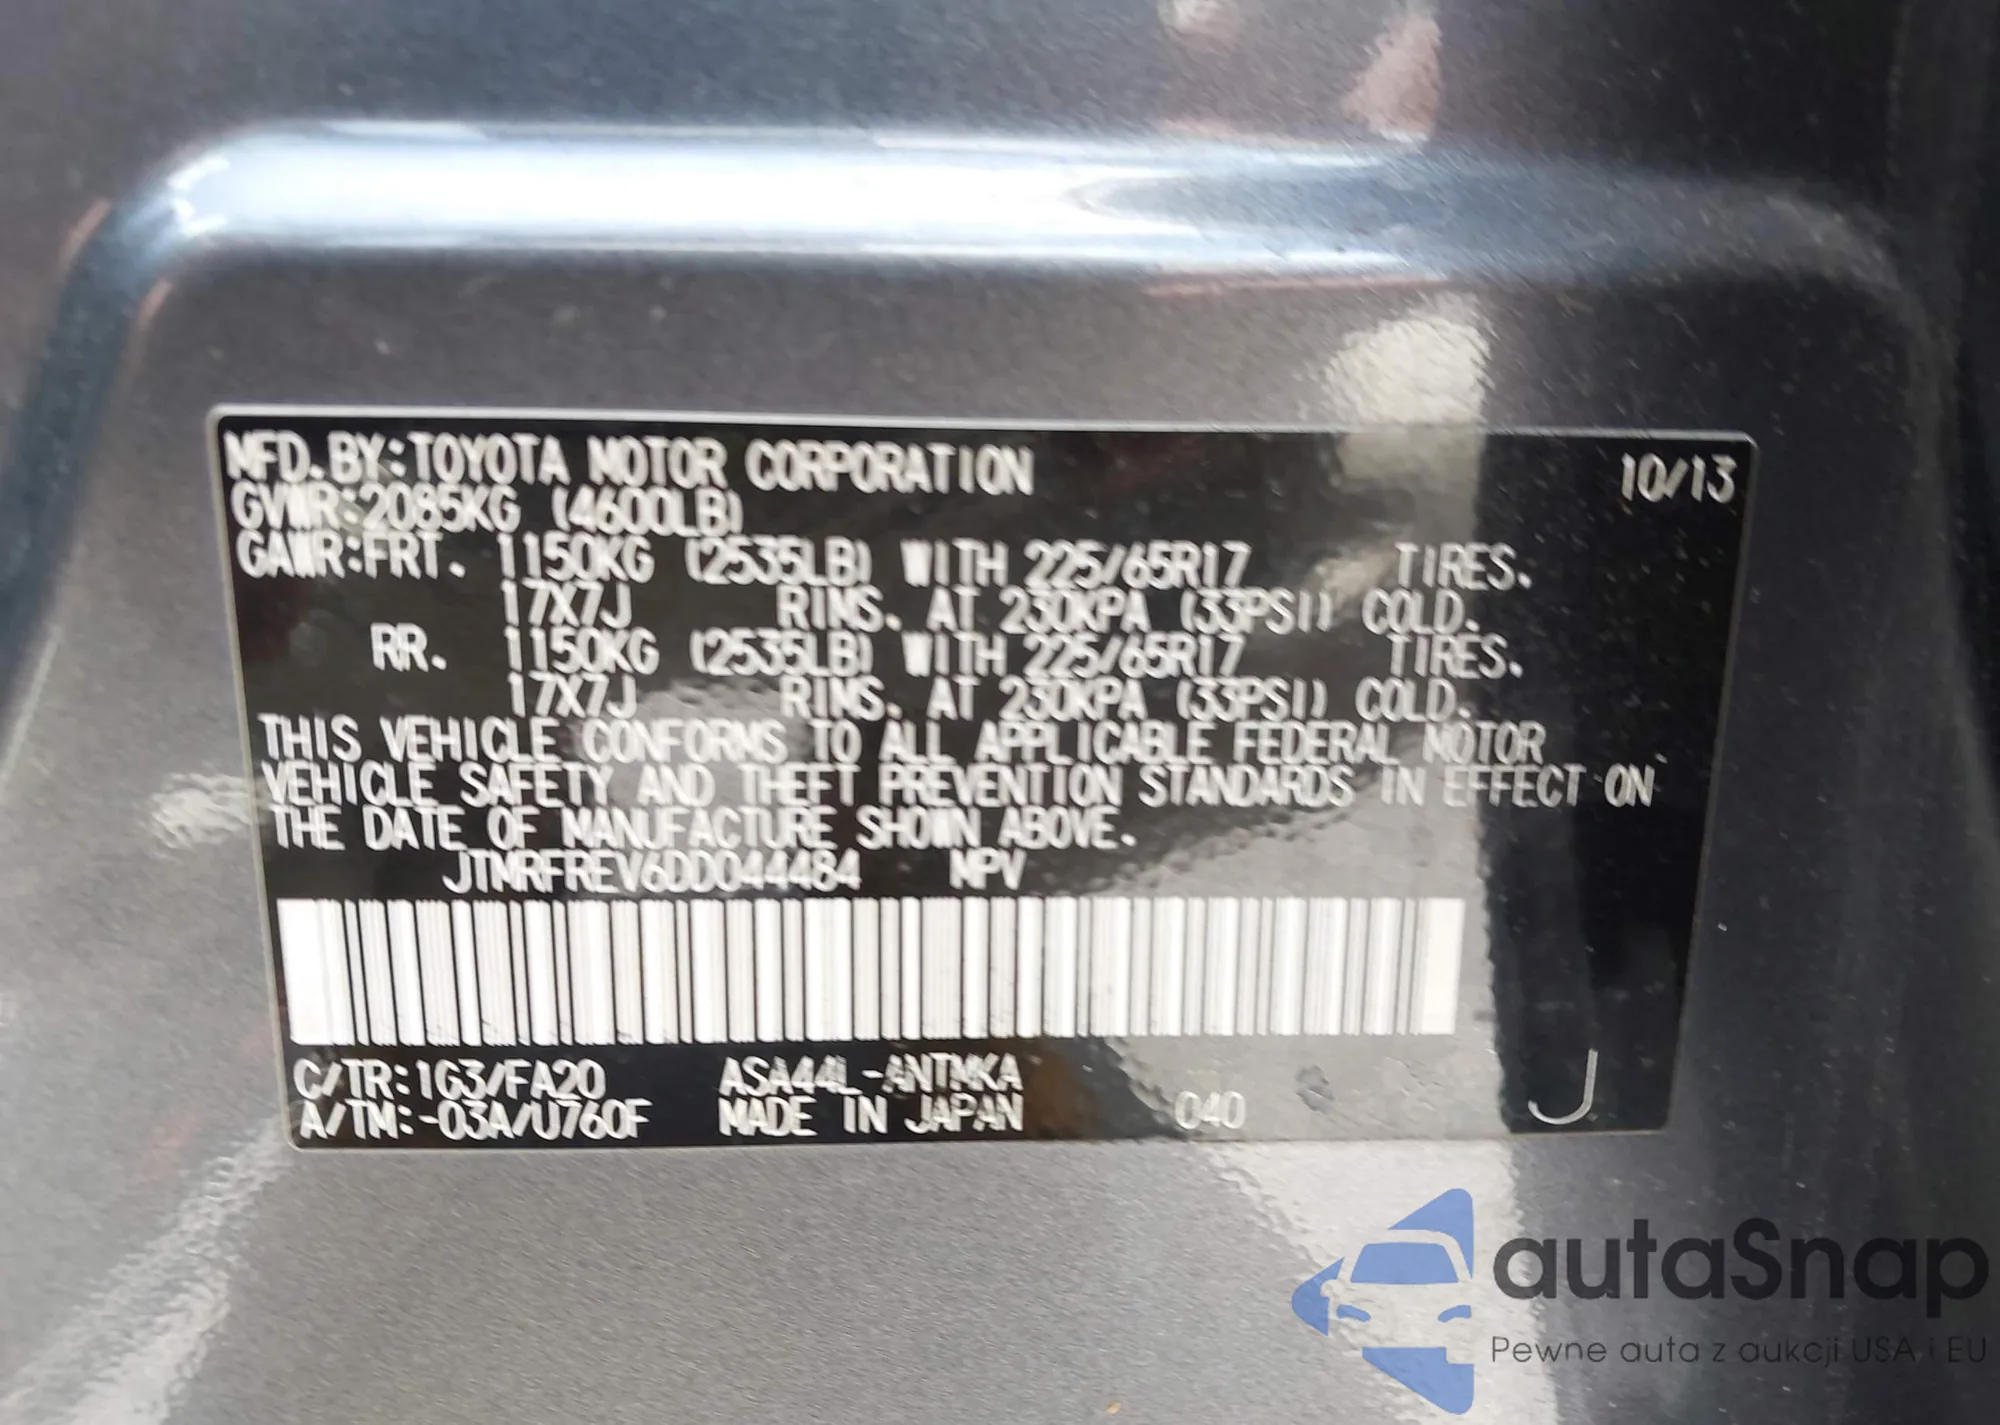 MFD. BY: TOYOTA MOTOR CORPORATION 10/13
GVWR: 2085KG (4600LB)
GAWR: FRT. 1150KG (2535LB) WITH 225/65R17 TIRES.
17X7J RIMS. AT 230KPA (33PSI) COLD.
RR. 1150KG (2535LB) WITH 225/65R17 TIRES.
17X7J RIMS. AT 230KPA (33PSI) COLD.
THIS VEHICLE CONFORMS TO ALL APPLICABLE FEDERAL MOTOR
VEHICLE SAFETY AND THEFT PREVENTION STANDARDS IN EFFECT ON
THE DATE OF MANUFACTURE SHOWN ABOVE.
JTMRFREV6DD044484 MPV
C/TR: 1G3/FA20 ASA44L-ANTMKA
A/TM: -03A/U760F MADE IN JAPAN 040 J
autaSnap
Pewne auta z aukcji USA i EU